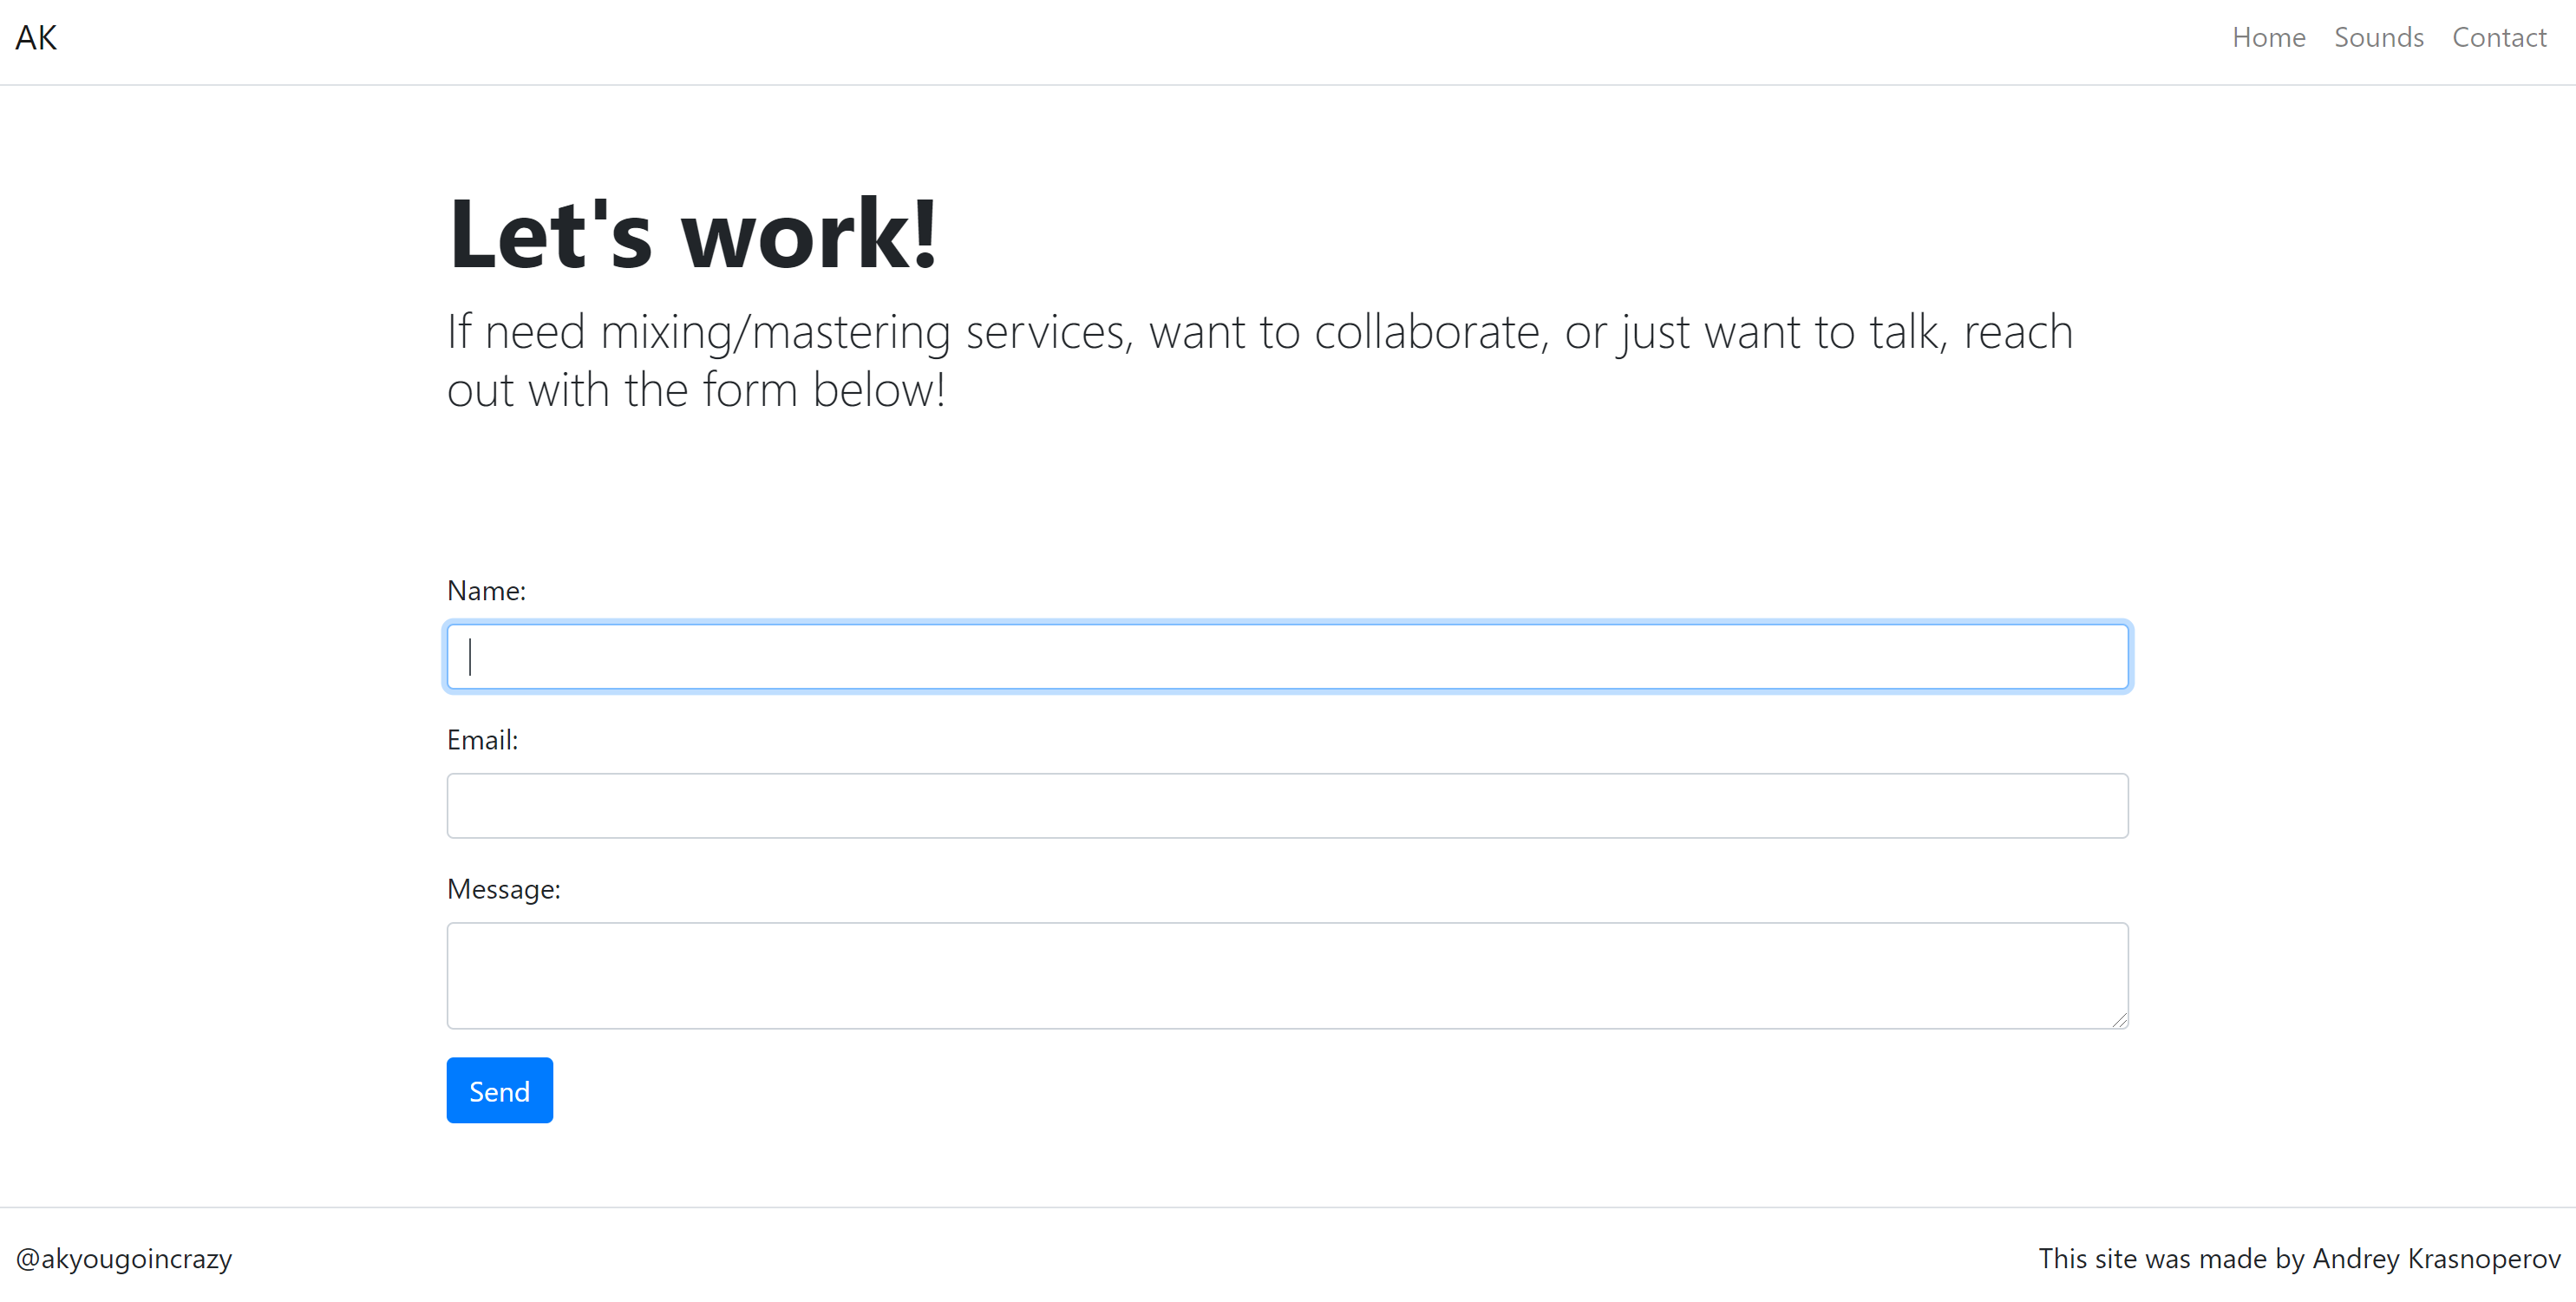 AK
Home Sounds Contact
Let's work!
If need mixing/mastering services, want to collaborate, or just want to talk, reach
out with the form below!
Name:
Email:
Message:
Send
@akyougoincrazy
This site was made by Andrey Krasnoperov